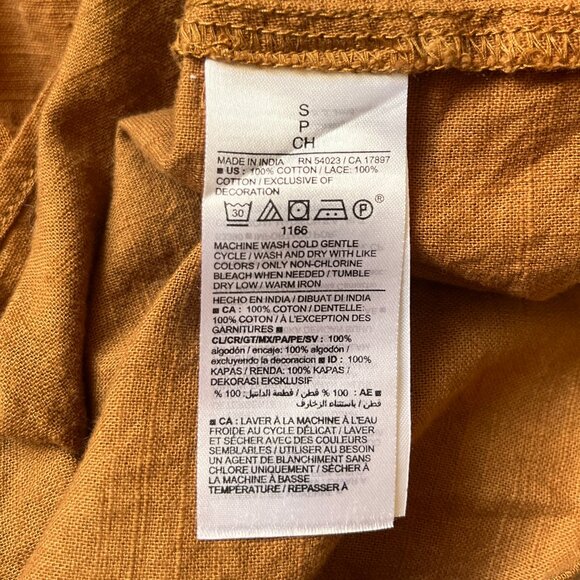 S
P
CH
MADE IN INDIA RN 54023 / CA 17897
■ US : 100% COTTON / LACE: 100%
COTTON / EXCLUSIVE OF
DECORATION
30 P ®
1166
MACHINE WASH COLD GENTLE
CYCLE / WASH AND DRY WITH LIKE
COLORS / ONLY NON-CHLORINE
BLEACH WHEN NEEDED / TUMBLE
DRY LOW / WARM IRON
HECHO EN INDIA / DIBUAT DI INDIA
■ CA : 100% COTON / DENTELLE:
100% COTON / À L'EXCEPTION DES
GARNITURES
CL/CR/GT/MX/PA/PE/SV : 100%
algodón / encaje: 100% algodón /
excluyendo la decoracion ■ ID : 100%
KAPAS / RENDA: 100% KAPAS /
DEKORASI EKSKLUSIF
■ AE : 100 % قطن / قطعة الدانتيل: 100 %
قطن / باستثناء الزخارف
■ CA : LAVER À LA MACHINE À L'EAU
FROIDE AU CYCLE DÉLICAT / LAVER
ET SÉCHER AVEC DES COULEURS
SEMBLABLES / UTILISER AU BESOIN
UN AGENT DE BLANCHIMENT SANS
CHLORE UNIQUEMENT / SÉCHER À
LA MACHINE À BASSE
TEMPÉRATURE / REPASSER À